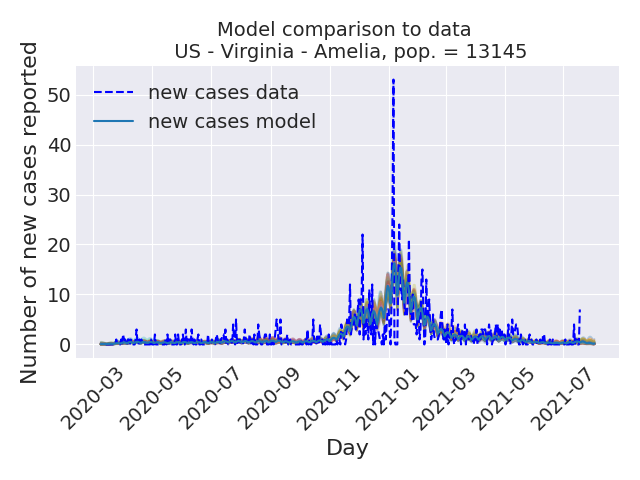 Model comparison to data
US - Virginia - Amelia, pop. = 13145
Number of new cases reported
50
40
30
20
10
0
new cases data
new cases model
2020-03
2020-05
2020-07
2020-09
2020-11
2021-01
2021-03
2021-05
2021-07
Day